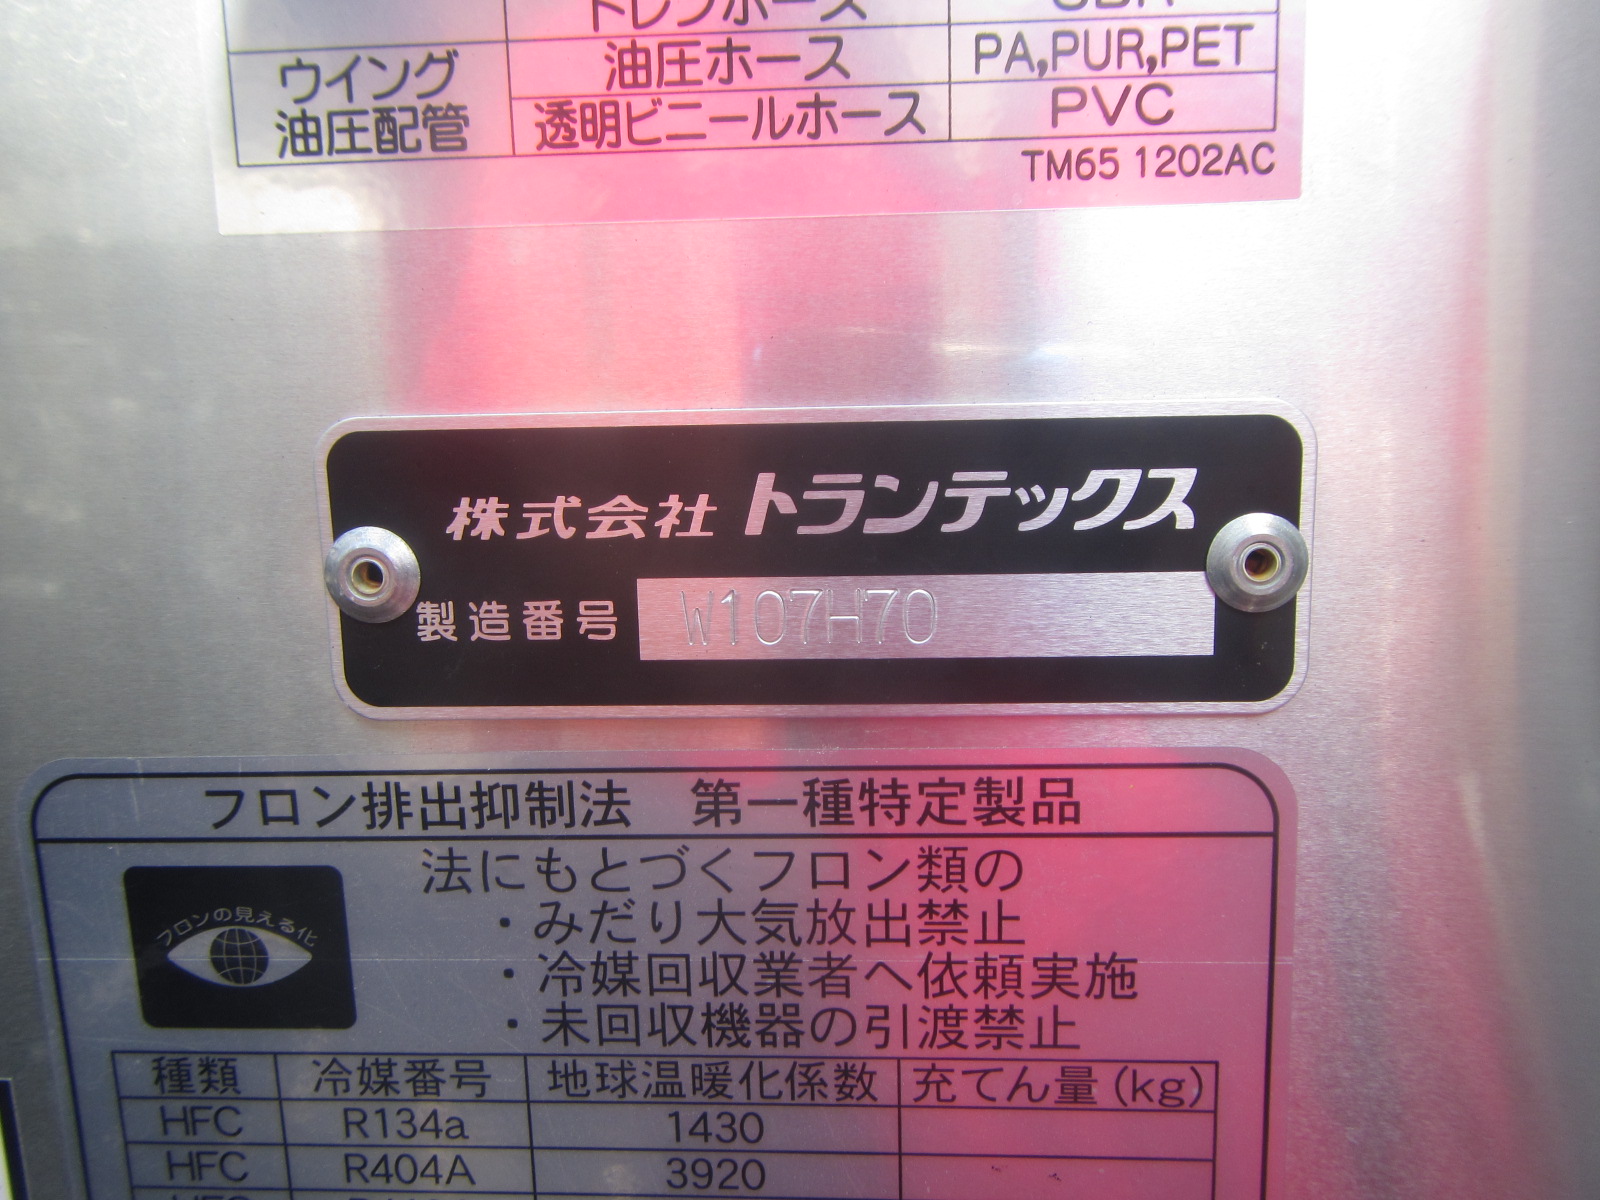 ドレンホース
ウイング 油圧ホース PA,PUR,PET
油圧配管 透明ビニールホース PVC
TM65 1202AC
株式会社 トランテックス
製造番号 W107H70
フロン排出抑制法 第一種特定製品
フロンの見える化
法にもとづくフロン類の
・みだり大気放出禁止
・冷媒回収業者へ依頼実施
・未回収機器の引渡禁止
種類 冷媒番号 地球温暖化係数 充てん量(kg)
HFC R134a 1430
HFC R404A 3920